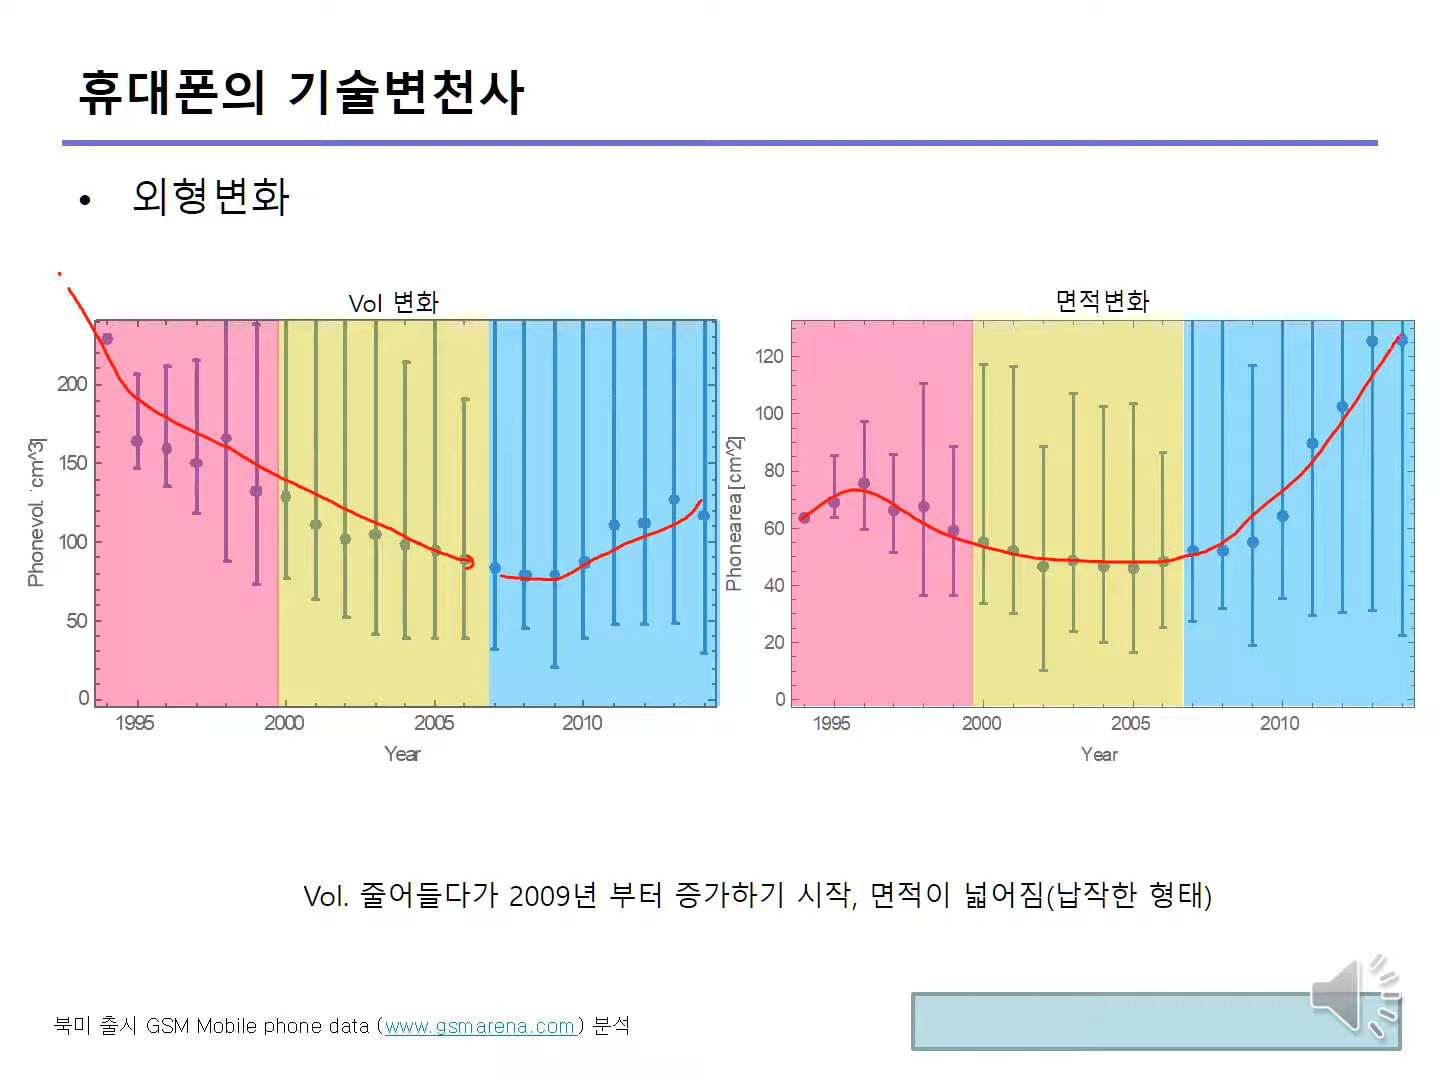 휴대폰의 기술변천사
• 외형변화
Vol 변화
200
150
100
50
0
Phonevol. [cm^3]
1995 2000 2005 2010
Year
면적변화
120
100
80
60
40
20
0
Phonearea [cm^2]
1995 2000 2005 2010
Year
Vol. 줄어들다가 2009년 부터 증가하기 시작, 면적이 넓어짐(납작한 형태)
북미 출시 GSM Mobile phone data (www.gsmarena.com) 분석